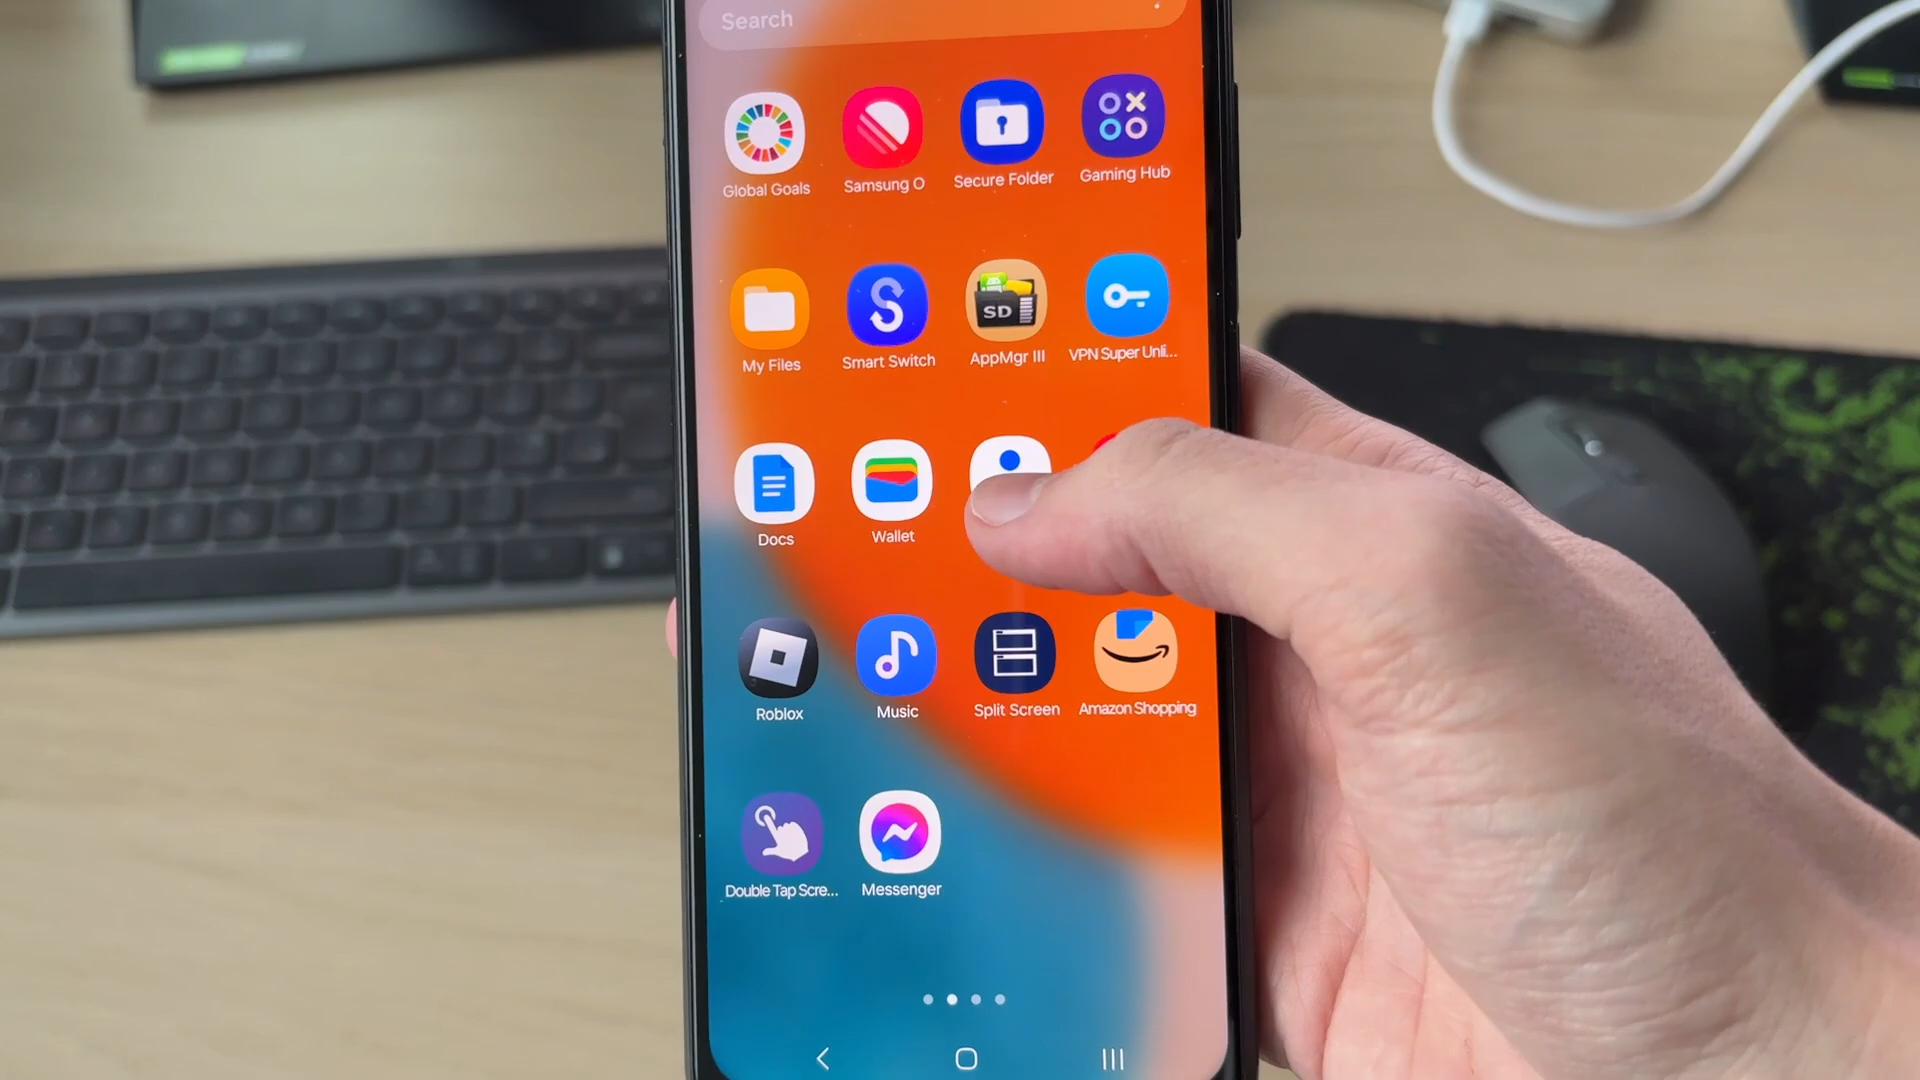 Search
Global Goals
Samsung O
Secure Folder
Gaming Hub
My Files
Smart Switch
SD
AppMgr III
VPN Super Unli...
Docs
Wallet
Roblox
Music
Split Screen
Amazon Shopping
Double Tap Scre...
Messenger